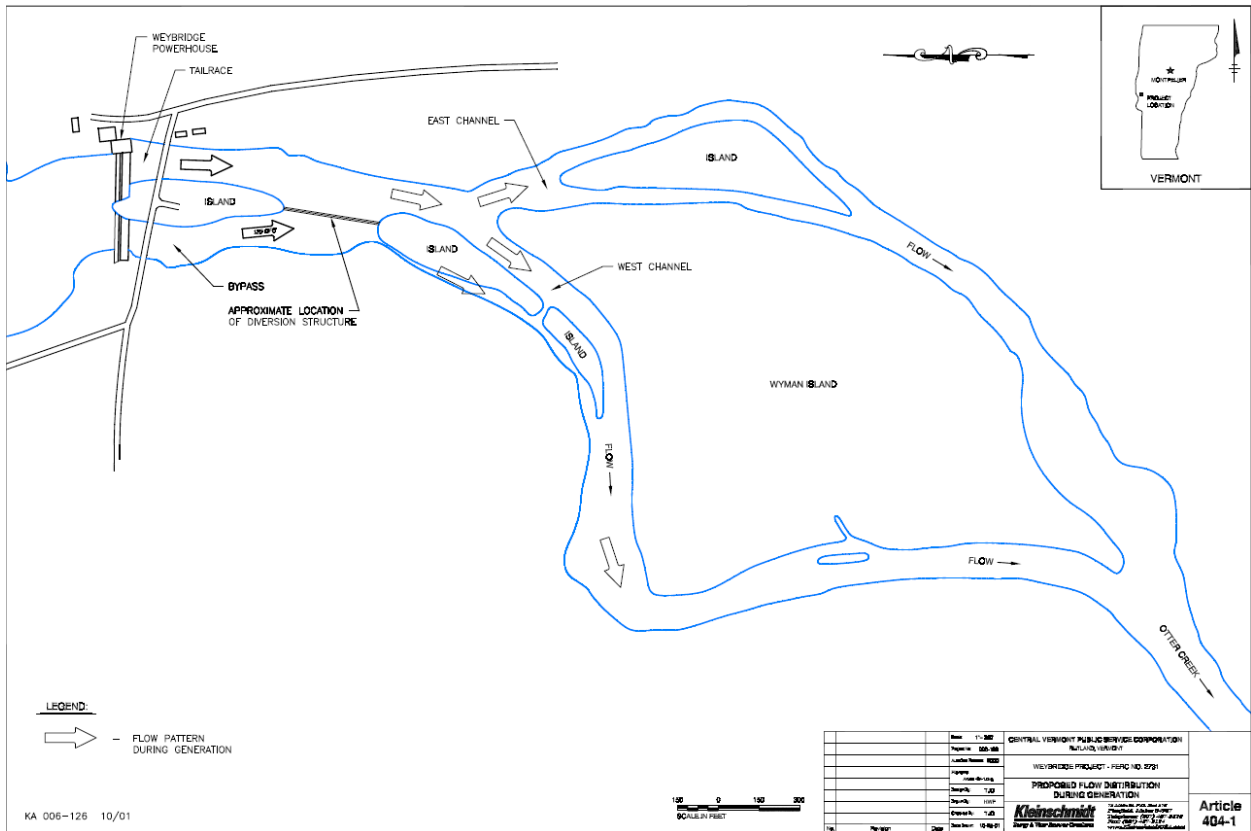 WEYBRIDGE
POWERHOUSE
TAILRACE
EAST CHANNEL
ISLAND
MONTPELIER
PROJECT
LOCATION
VERMONT
ISLAND
ISLAND
FLOW
BYPASS
WEST CHANNEL
APPROXIMATE LOCATION
OF DIVERSION STRUCTURE
ISLAND
WYMAN ISLAND
FLOW
FLOW
OTTER CREEK
LEGEND:
– FLOW PATTERN
DURING GENERATION
150 0 150 300
SCALE IN FEET
KA 006-126 10/01
No. Revision Date
CENTRAL VERMONT PUBLIC SERVICE CORPORATION
RUTLAND, VERMONT
WEYBRIDGE PROJECT - FERC NO. 2731
PROPOSED FLOW DISTRIBUTION
DURING GENERATION
Kleinschmidt
Article
404-1